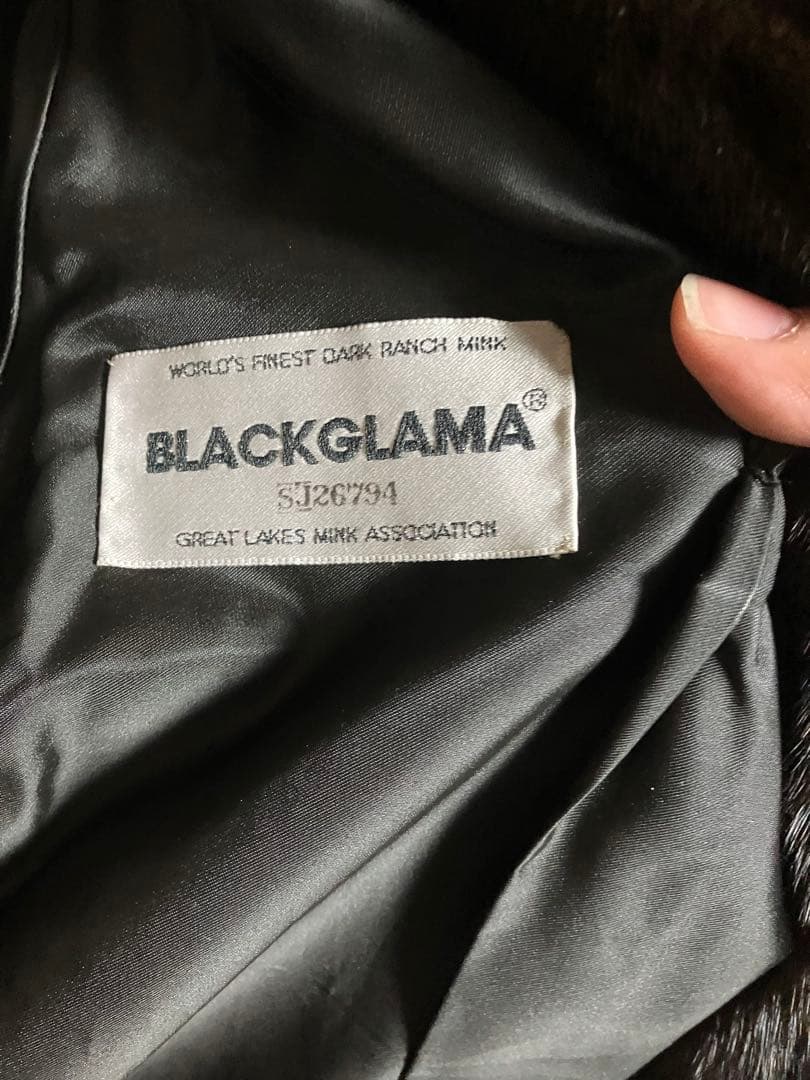 WORLD'S FINEST DARK RANCH MINK
BLACKGLAMA®
SJ26794
GREAT LAKES MINK ASSOCIATION